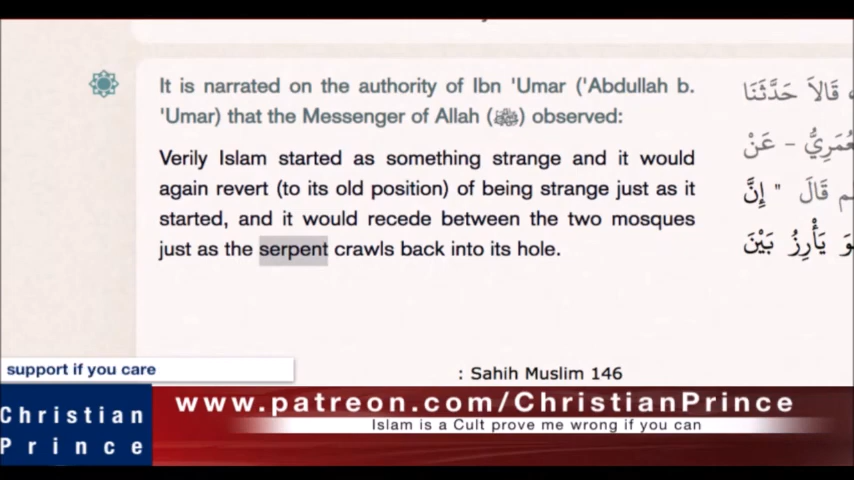 It is narrated on the authority of Ibn 'Umar ('Abdullah b.
'Umar) that the Messenger of Allah (ﷺ) observed:
Verily Islam started as something strange and it would
again revert (to its old position) of being strange just as it
started, and it would recede between the two mosques
just as the serpent crawls back into its hole.
، قَالاَ حَدَّثَنَا
لْعُمَرِيُّ - عَنْ
م قَالَ " إِنَّ
وَ يَأْرِزُ بَيْنَ
: Sahih Muslim 146
support if you care
Christian
Prince
www.patreon.com/ChristianPrince
Islam is a Cult prove me wrong if you can